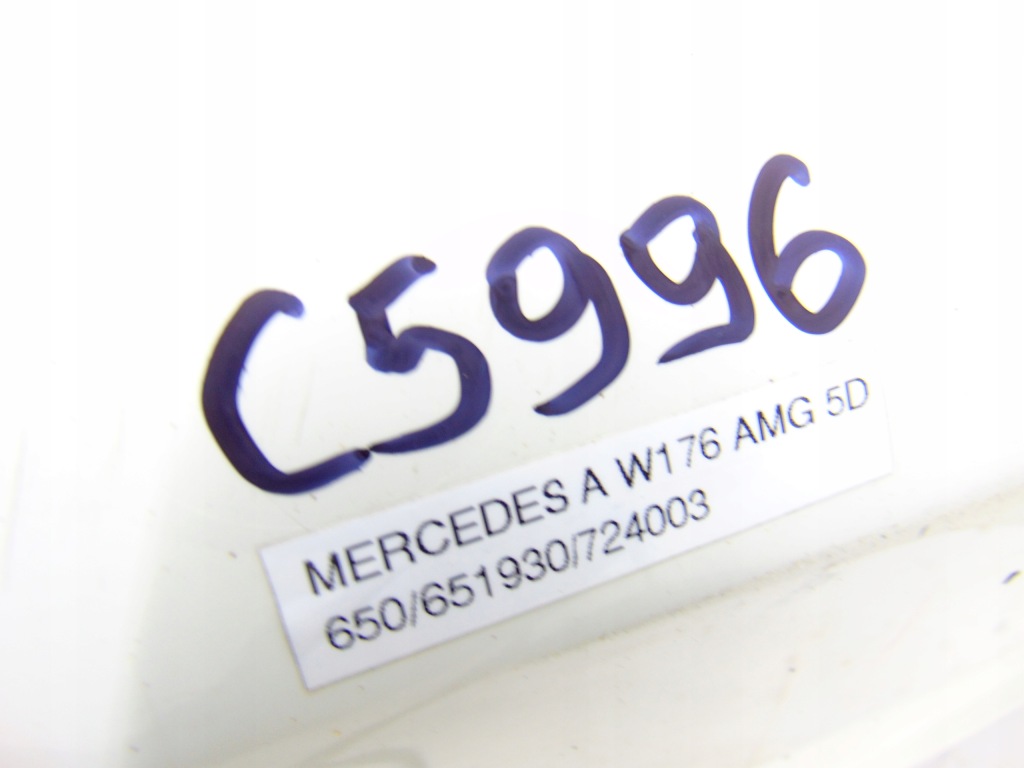 C5996
MERCEDES A W176 AMG 5D
650/651930/724003